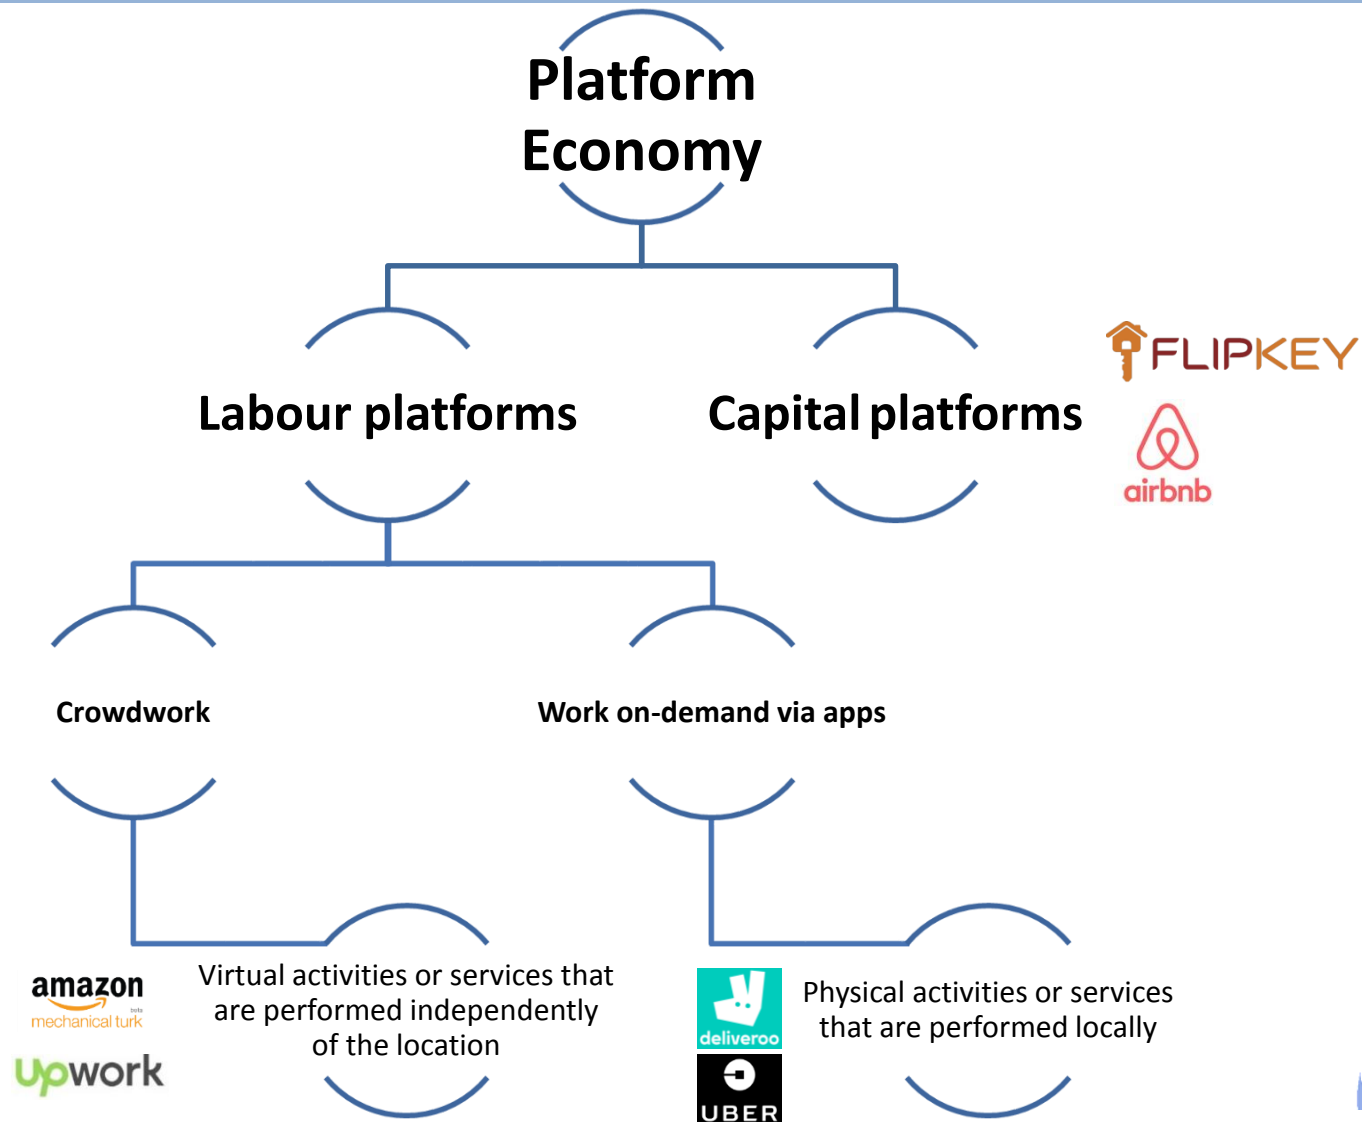 Platform
Economy
Labour platforms
Capital platforms
FLIPKEY
airbnb
Crowdwork
Work on-demand via apps
amazon
beta
mechanical turk
Upwork
Virtual activities or services that
are performed independently
of the location
deliveroo
UBER
Physical activities or services
that are performed locally